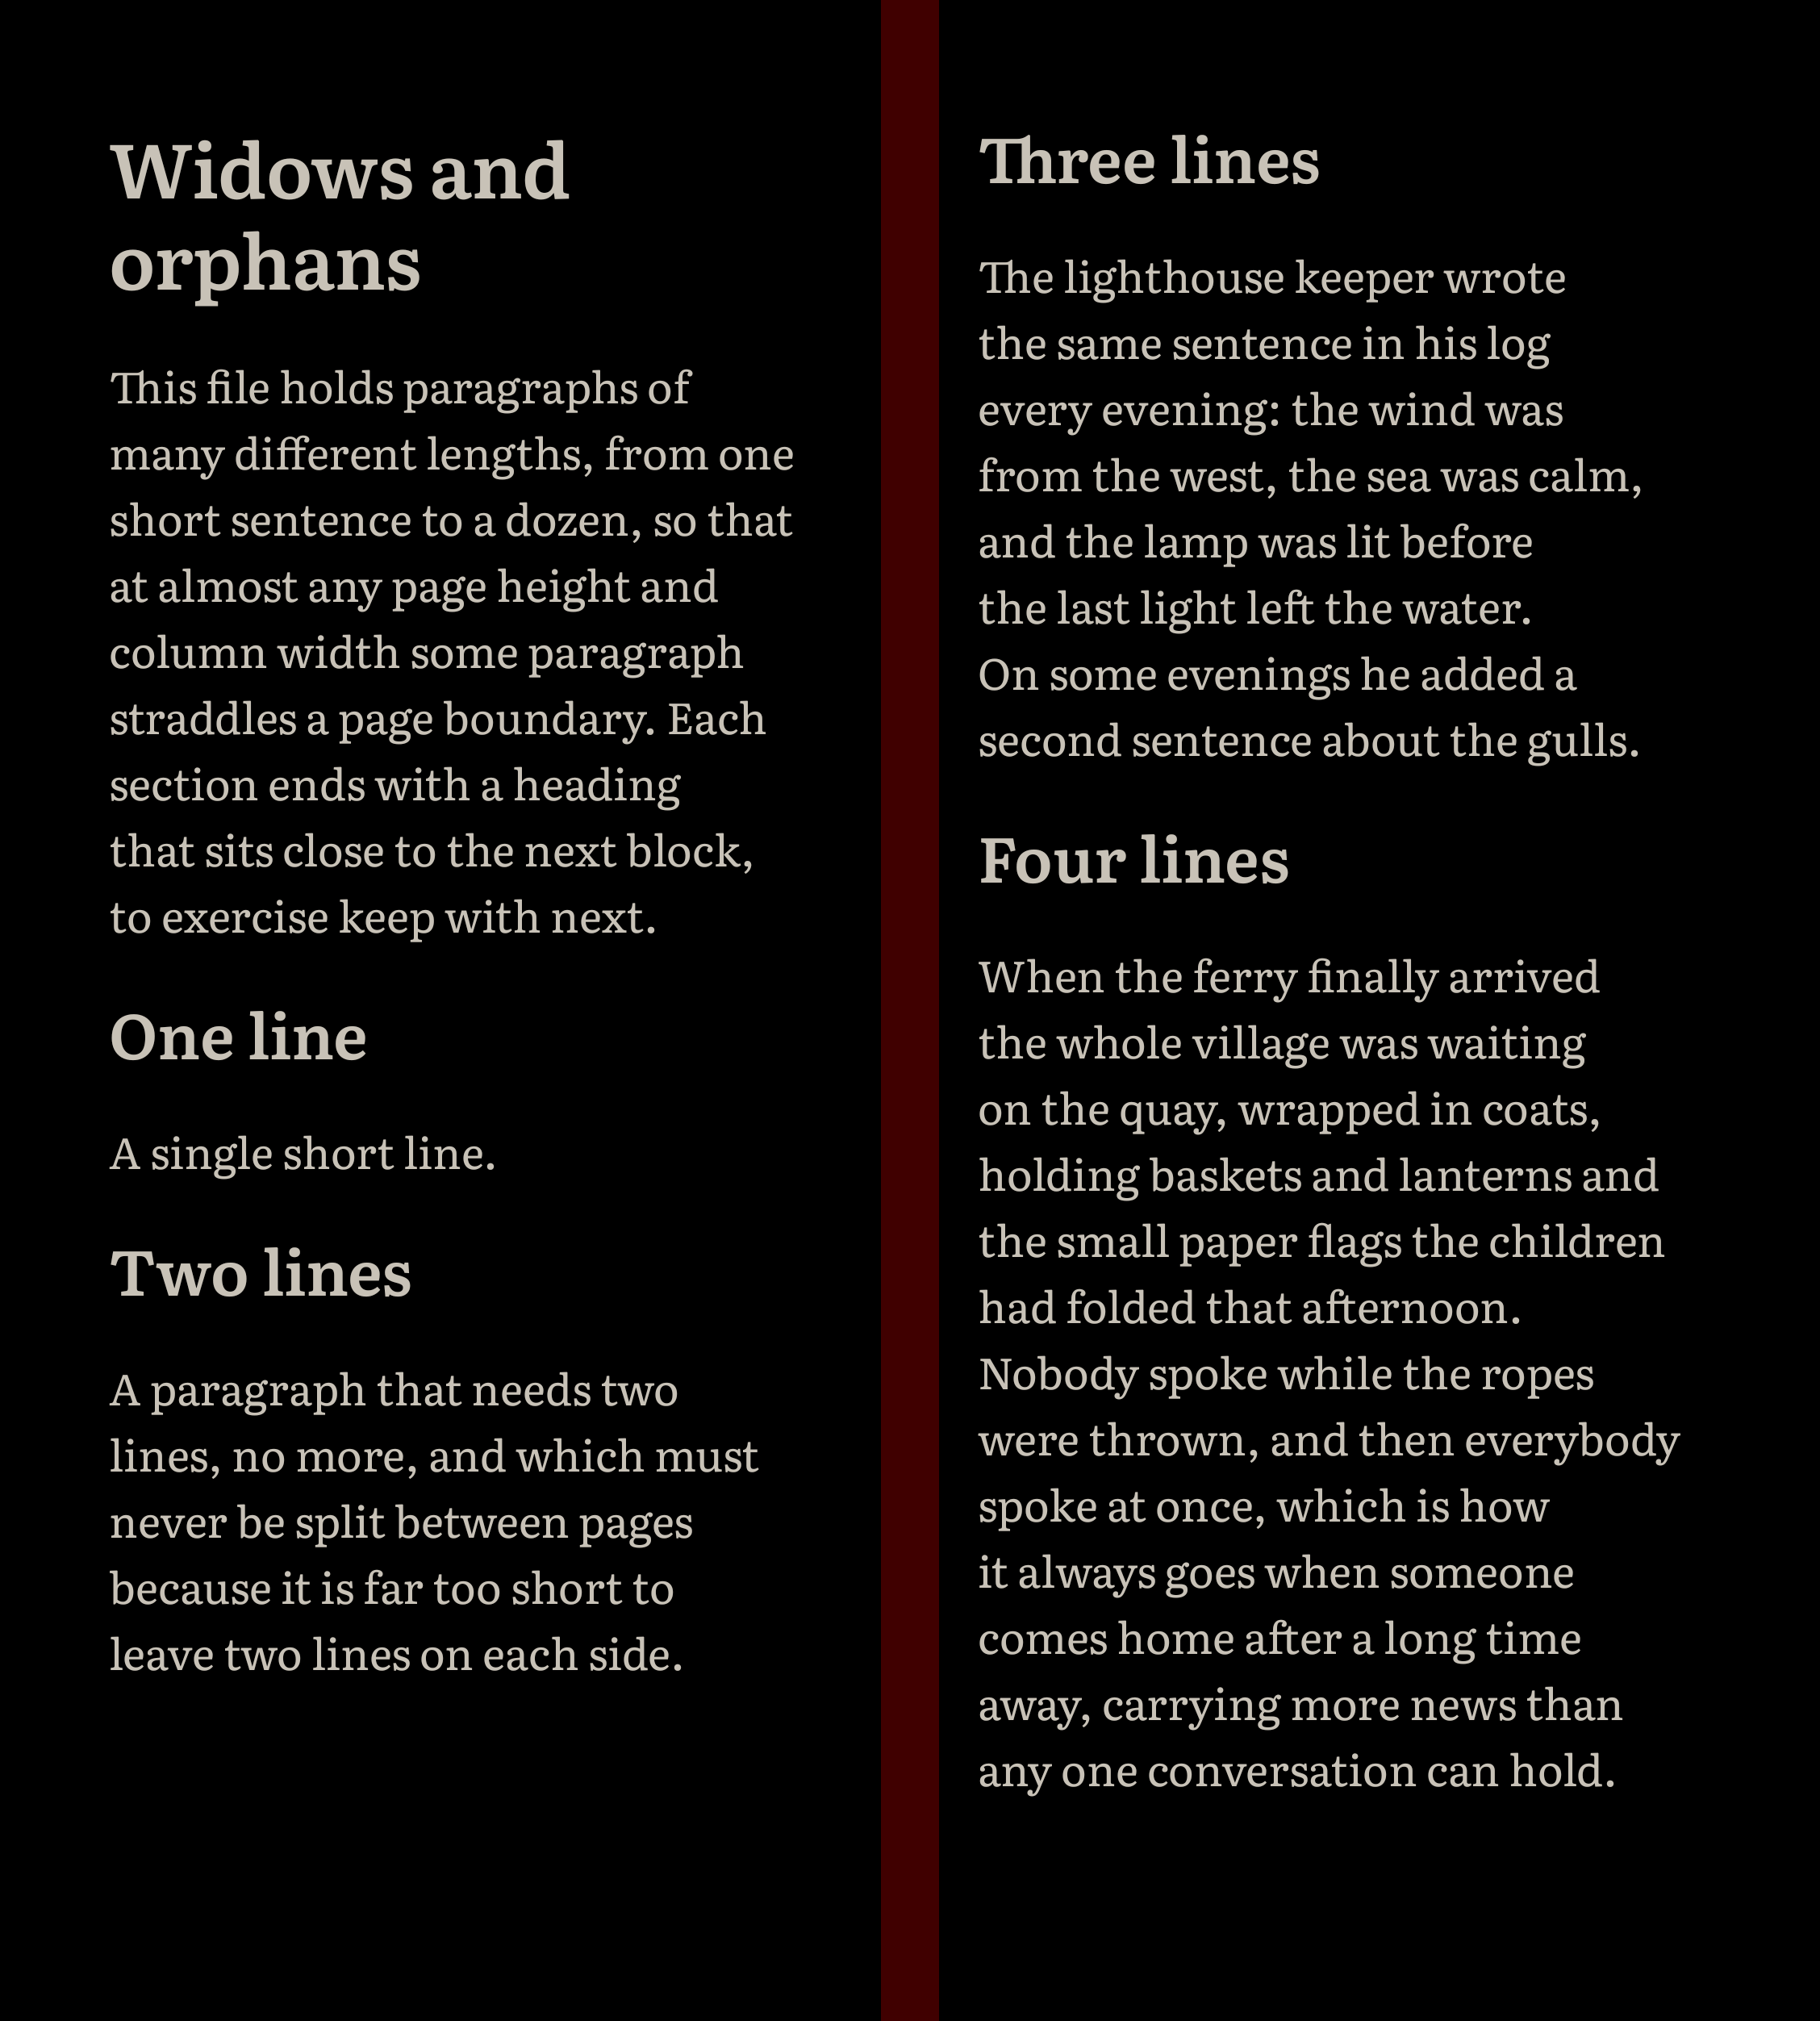 Widows and
orphans
This file holds paragraphs of
many different lengths, from one
short sentence to a dozen, so that
at almost any page height and
column width some paragraph
straddles a page boundary. Each
section ends with a heading
that sits close to the next block,
to exercise keep with next.
One line
A single short line.
Two lines
A paragraph that needs two
lines, no more, and which must
never be split between pages
because it is far too short to
leave two lines on each side.
Three lines
The lighthouse keeper wrote
the same sentence in his log
every evening: the wind was
from the west, the sea was calm,
and the lamp was lit before
the last light left the water.
On some evenings he added a
second sentence about the gulls.
Four lines
When the ferry finally arrived
the whole village was waiting
on the quay, wrapped in coats,
holding baskets and lanterns and
the small paper flags the children
had folded that afternoon.
Nobody spoke while the ropes
were thrown, and then everybody
spoke at once, which is how
it always goes when someone
comes home after a long time
away, carrying more news than
any one conversation can hold.